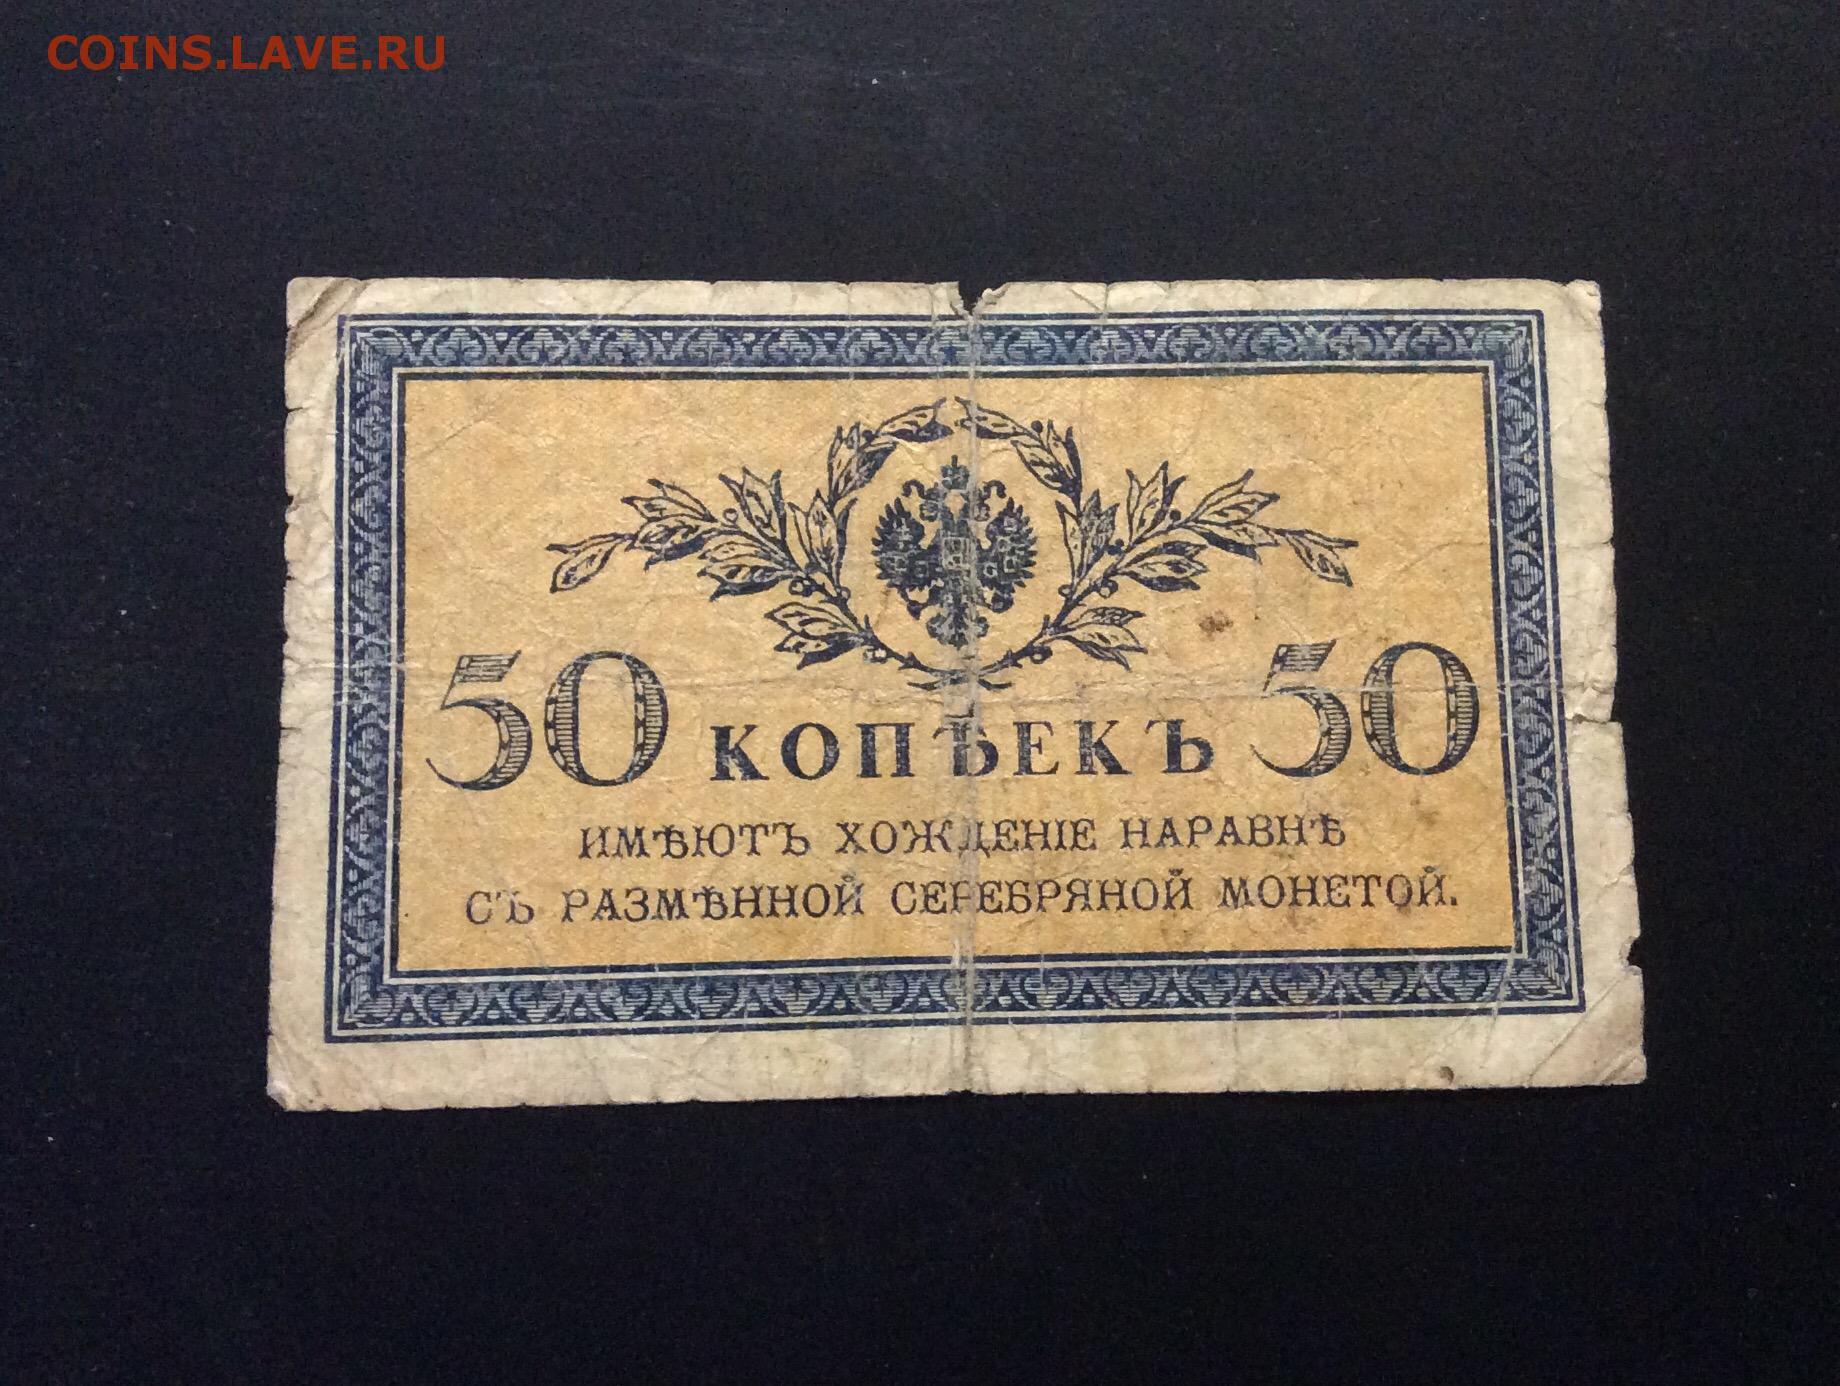 COINS.LAVE.RU
50 КОПѢЕКЪ 50
ИМѢЮТЪ ХОЖДЕНІЕ НАРАВНѢ
СЪ РАЗМѢННОЙ СЕРЕБРЯНОЙ МОНЕТОЙ.